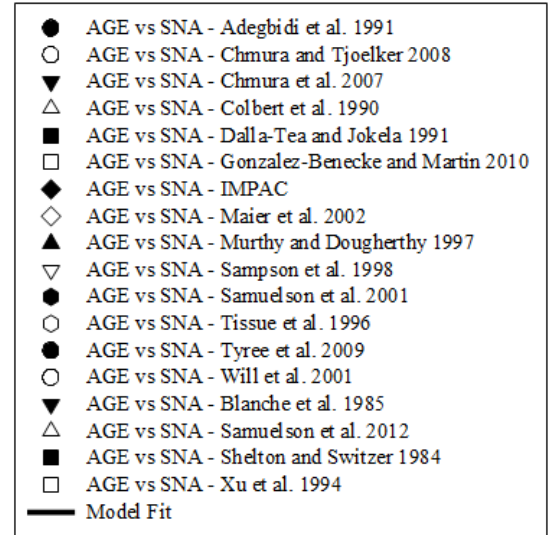 AGE vs SNA - Adegbidi et al. 1991
AGE vs SNA - Chmura and Tjoelker 2008
AGE vs SNA - Chmura et al. 2007
AGE vs SNA - Colbert et al. 1990
AGE vs SNA - Dalla-Tea and Jokela 1991
AGE vs SNA - Gonzalez-Benecke and Martin 2010
AGE vs SNA - IMPAC
AGE vs SNA - Maier et al. 2002
AGE vs SNA - Murthy and Dougherthy 1997
AGE vs SNA - Sampson et al. 1998
AGE vs SNA - Samuelson et al. 2001
AGE vs SNA - Tissue et al. 1996
AGE vs SNA - Tyree et al. 2009
AGE vs SNA - Will et al. 2001
AGE vs SNA - Blanche et al. 1985
AGE vs SNA - Samuelson et al. 2012
AGE vs SNA - Shelton and Switzer 1984
AGE vs SNA - Xu et al. 1994
Model Fit